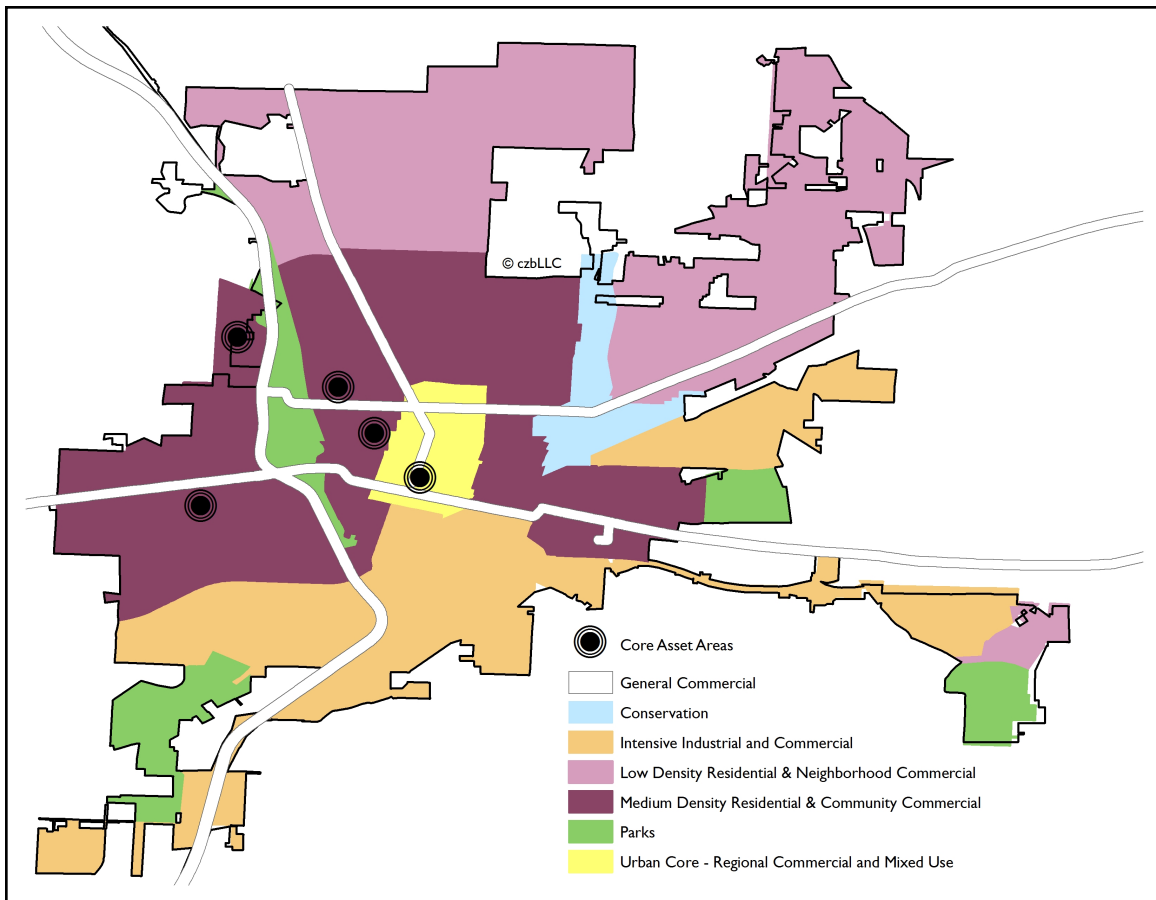 © czbLLC
Core Asset Areas
General Commercial
Conservation
Intensive Industrial and Commercial
Low Density Residential & Neighborhood Commercial
Medium Density Residential & Community Commercial
Parks
Urban Core - Regional Commercial and Mixed Use